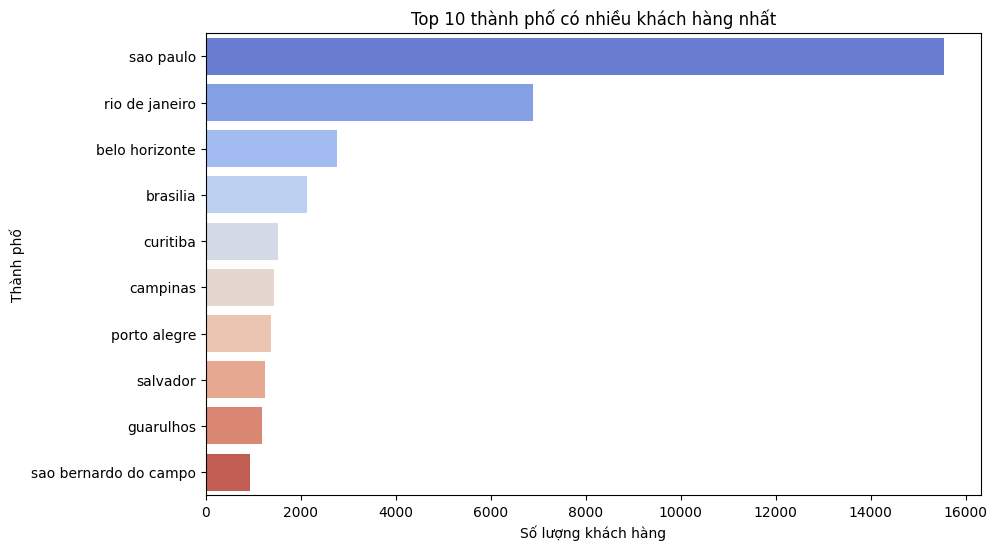 Top 10 thành phố có nhiều khách hàng nhất
Thành phố
sao paulo
rio de janeiro
belo horizonte
brasilia
curitiba
campinas
porto alegre
salvador
guarulhos
sao bernardo do campo
0 2000 4000 6000 8000 10000 12000 14000 16000
Số lượng khách hàng